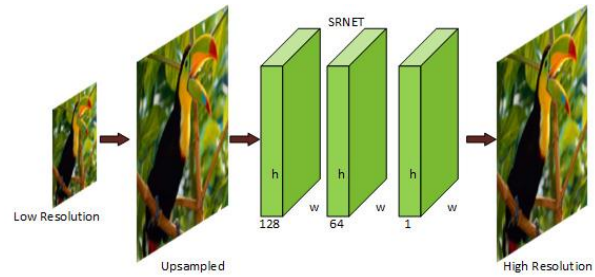 SRNET
h
h
h
w
w
w
128
64
1
Low Resolution
Upsampled
High Resolution